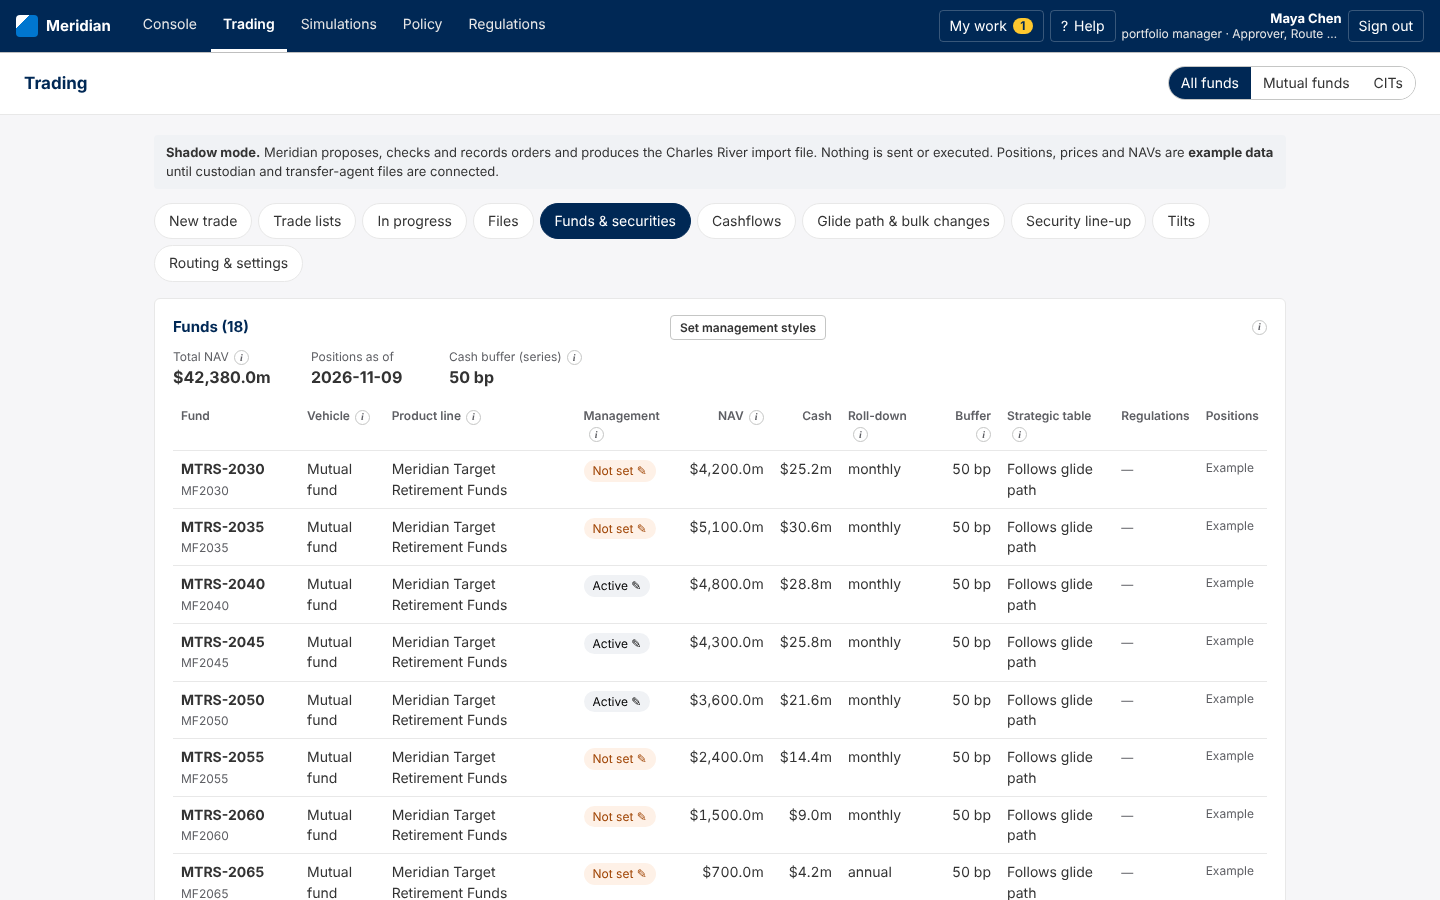 Meridian
Console
Trading
Simulations
Policy
Regulations
My work 1
? Help
Maya Chen
portfolio manager · Approver, Route ...
Sign out
Trading
All funds
Mutual funds
CITs
Shadow mode. Meridian proposes, checks and records orders and produces the Charles River import file. Nothing is sent or executed. Positions, prices and NAVs are example data
until custodian and transfer-agent files are connected.
New trade
Trade lists
In progress
Files
Funds & securities
Cashflows
Glide path & bulk changes
Security line-up
Tilts
Routing & settings
Funds (18)
Set management styles
i
Total NAV i
Positions as of
Cash buffer (series) i
$42,380.0m
2026-11-09
50 bp
Fund Vehicle i Product line i Management NAV i Cash Roll-down Buffer Strategic table Regulations Positions
i i i i
MTRS-2030 Mutual Meridian Target Not set ✎ $4,200.0m $25.2m monthly 50 bp Follows glide — Example
MF2030 fund Retirement Funds path
MTRS-2035 Mutual Meridian Target Not set ✎ $5,100.0m $30.6m monthly 50 bp Follows glide — Example
MF2035 fund Retirement Funds path
MTRS-2040 Mutual Meridian Target Active ✎ $4,800.0m $28.8m monthly 50 bp Follows glide — Example
MF2040 fund Retirement Funds path
MTRS-2045 Mutual Meridian Target Active ✎ $4,300.0m $25.8m monthly 50 bp Follows glide — Example
MF2045 fund Retirement Funds path
MTRS-2050 Mutual Meridian Target Active ✎ $3,600.0m $21.6m monthly 50 bp Follows glide — Example
MF2050 fund Retirement Funds path
MTRS-2055 Mutual Meridian Target Not set ✎ $2,400.0m $14.4m monthly 50 bp Follows glide — Example
MF2055 fund Retirement Funds path
MTRS-2060 Mutual Meridian Target Not set ✎ $1,500.0m $9.0m monthly 50 bp Follows glide — Example
MF2060 fund Retirement Funds path
MTRS-2065 Mutual Meridian Target Not set ✎ $700.0m $4.2m annual 50 bp Follows glide — Example
MF2065 fund Retirement Funds path